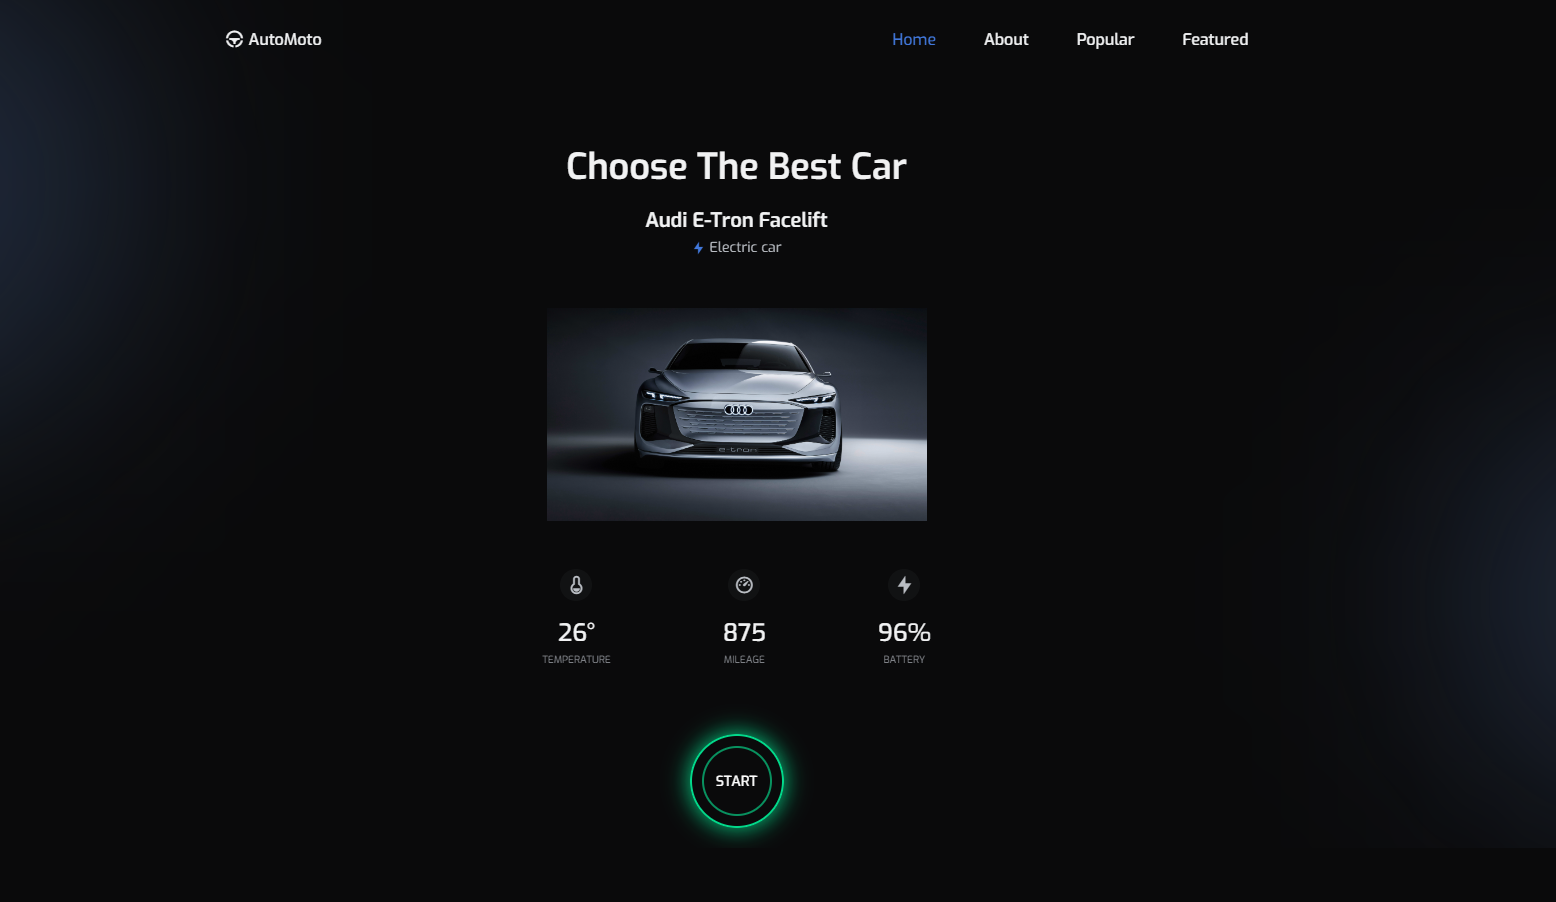 AutoMoto
Home About Popular Featured
Choose The Best Car
Audi E-Tron Facelift
Electric car
e-tron
26° 875 96%
TEMPERATURE MILEAGE BATTERY
START